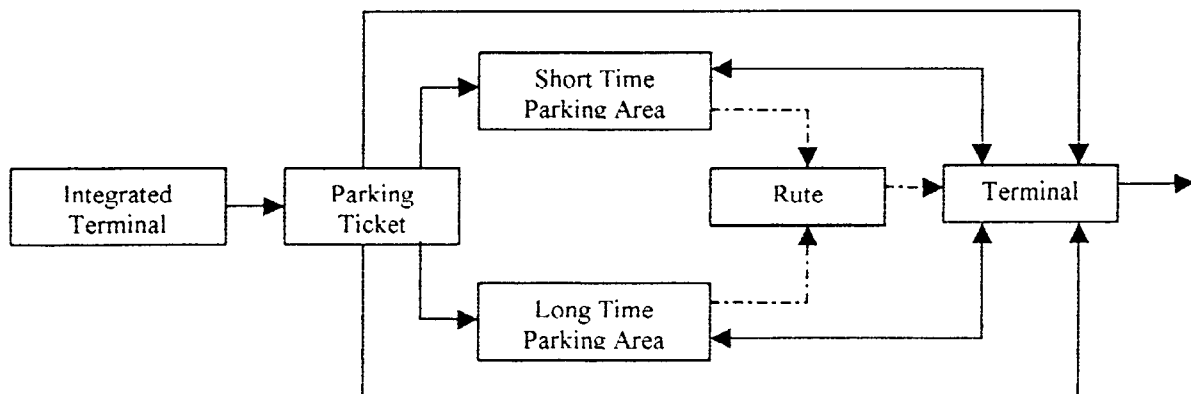 Integrated
Terminal
Parking
Ticket
Short Time
Parking Area
Long Time
Parking Area
Rute
Terminal